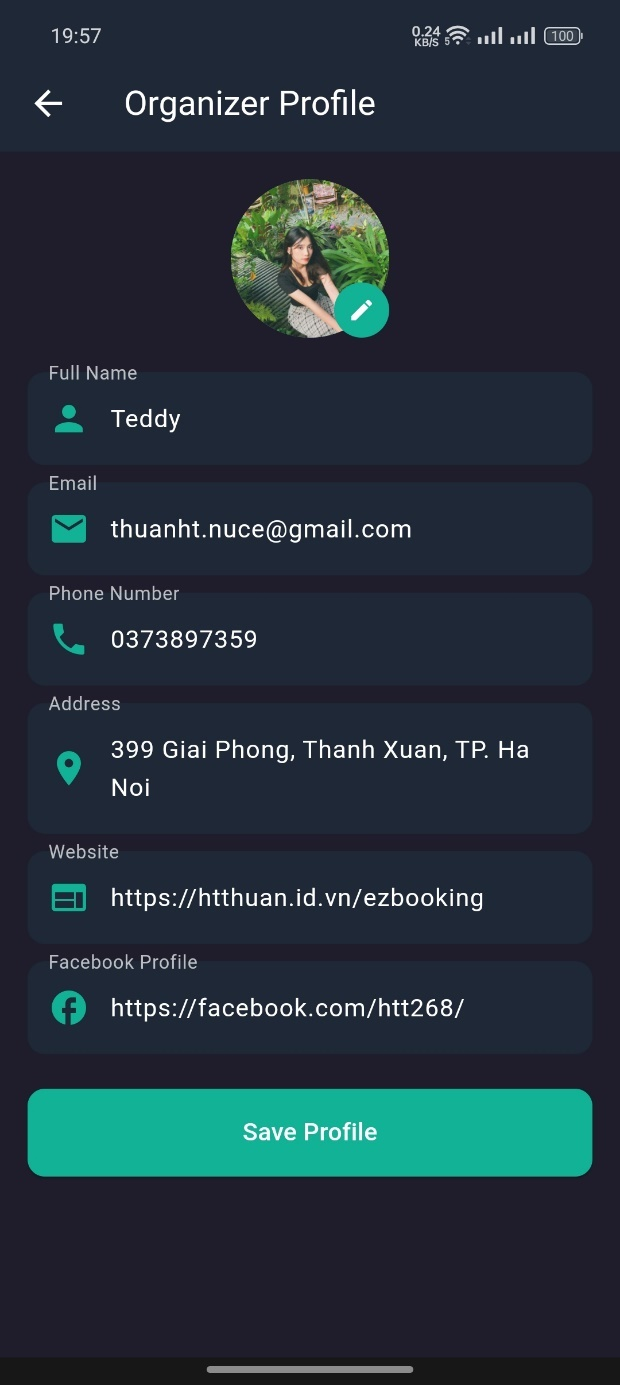 19:57
0.24
KB/S
5
100
Organizer Profile
Full Name
Teddy
Email
thuanht.nuce@gmail.com
Phone Number
0373897359
Address
399 Giai Phong, Thanh Xuan, TP. Ha
Noi
Website
https://htthuan.id.vn/ezbooking
Facebook Profile
https://facebook.com/htt268/
Save Profile